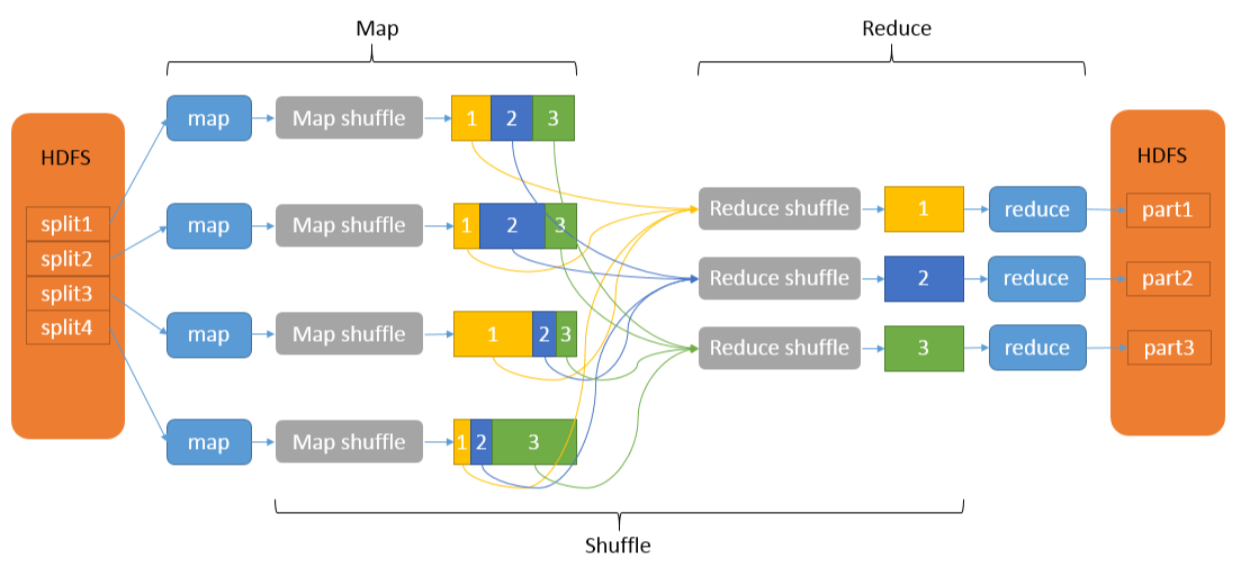 Map
Reduce
HDFS
split1
split2
split3
split4
map
Map shuffle
1 2 3
map
Map shuffle
1 2 3
map
Map shuffle
1 2 3
map
Map shuffle
1 2 3
Reduce shuffle
1
reduce
Reduce shuffle
2
reduce
Reduce shuffle
3
reduce
HDFS
part1
part2
part3
Shuffle